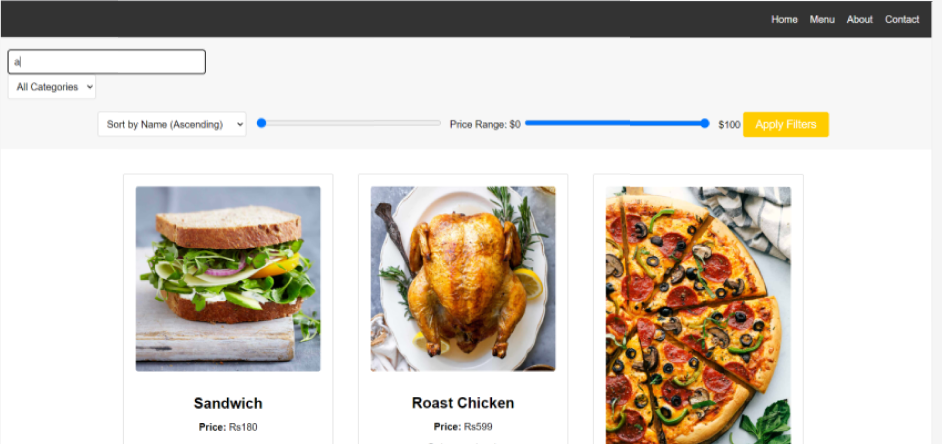 Home Menu About Contact
a
All Categories
Sort by Name (Ascending) Price Range: $0 $100 Apply Filters
Sandwich
Price: Rs180
Roast Chicken
Price: Rs599